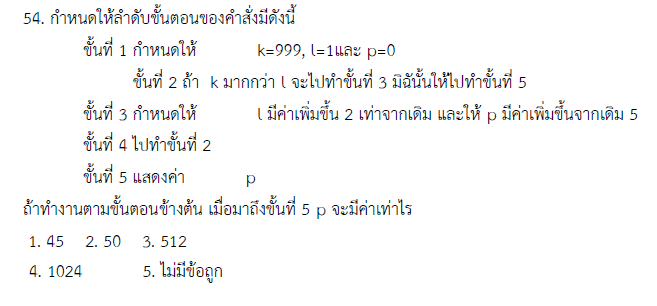 54. กำหนดให้ลำดับขั้นตอนของคำสั่งมีดังนี้
ขั้นที่ 1 กำหนดให้ k=999, l=1และ p=0
ขั้นที่ 2 ถ้า k มากกว่า l จะไปทำขั้นที่ 3 มิฉันั้นให้ไปทำขั้นที่ 5
ขั้นที่ 3 กำหนดให้ l มีค่าเพิ่มขึ้น 2 เท่าจากเดิม และให้ p มีค่าเพิ่มขึ้นจากเดิม 5
ขั้นที่ 4 ไปทำขั้นที่ 2
ขั้นที่ 5 แสดงค่า p
ถ้าทำงานตามขั้นตอนข้างต้น เมื่อมาถึงขั้นที่ 5 p จะมีค่าเท่าไร
1. 45 2. 50 3. 512
4. 1024 5. ไม่มีข้อถูก